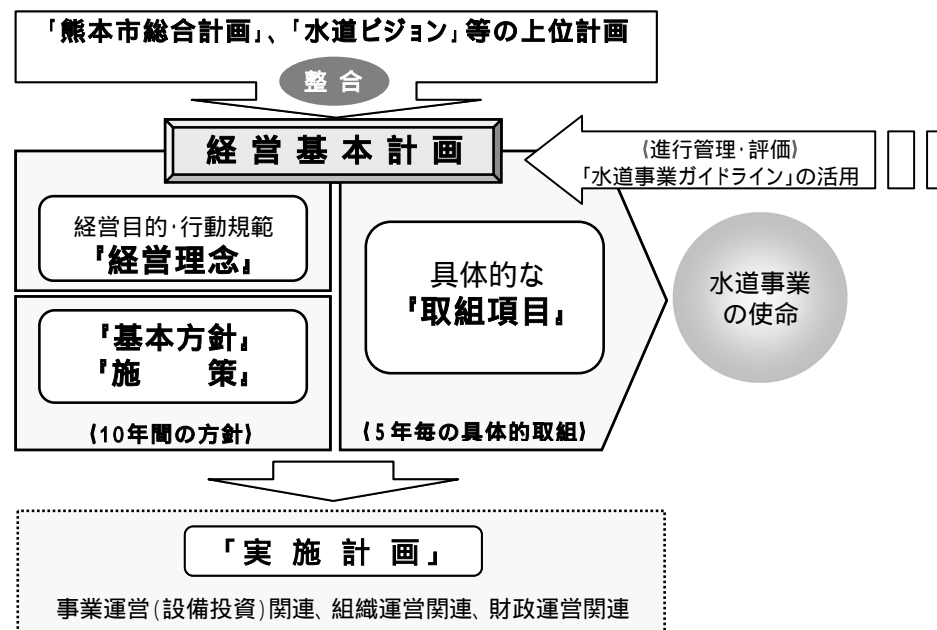 「熊本市総合計画」、「水道ビジョン」等の上位計画
整 合
経 営 基 本 計 画
(進行管理・評価)
「水道事業ガイドライン」の活用
経営目的・行動規範
『経営理念』
具体的な
『取組項目』
水道事業
の使命
『基本方針』
『施　　策』
(10年間の方針)
(5年毎の具体的取組)
「実 施 計 画」
事業運営(設備投資)関連、組織運営関連、財政運営関連